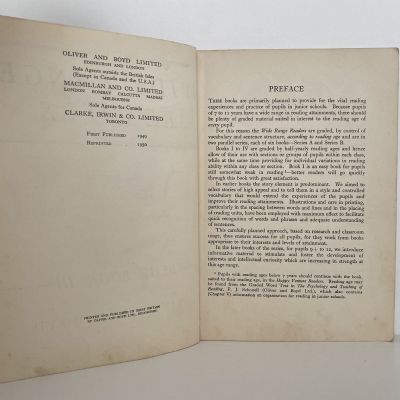 OLIVER AND BOYD LIMITED
EDINBURGH AND LONDON
Sole Agents outside the British Isles
(Except in Canada and the U.S.A.)
MACMILLAN AND CO. LIMITED
LONDON BOMBAY CALCUTTA MADRAS
MELBOURNE
Sole Agents for Canada
CLARKE, IRWIN & CO. LIMITED
TORONTO
FIRST PUBLISHED . 1949
REPRINTED . 1950
PRINTED AND PUBLISHED IN GREAT BRITAIN
BY OLIVER AND BOYD LTD., EDINBURGH
PREFACE
THESE books are primarily planned to provide for the vital reading
experience and practice of pupils in junior schools. Because pupils
of 7 to 11 years have a wide range in reading attainments, there should
be plenty of graded material suited in interest to the reading age of
every pupil.
For this reason the Wide Range Readers are graded, by control of
vocabulary and sentence structure, according to reading age and are in
two parallel series, each of six books—Series A and Series B.
Books I to IV are graded by half-yearly reading ages and hence
allow of their use with sections or groups of pupils within each class,
while at the same time providing for individual variations in reading
ability within any class or section. Book I is an easy book for pupils
still somewhat weak in reading ¹—better readers will go quickly
through this book with great satisfaction.
In earlier books the story element is predominant. We aimed to
select stories of high appeal and to tell them in a style and controlled
vocabulary that would extend the experiences of the pupils and
improve their reading attainments. Illustrations and care in printing,
particularly in the spacing between words and lines and in the placing
of reading units, have been employed with maximum effect to facilitate
quick recognition of words and phrases and adequate understanding
of sentences.
This carefully planned approach, based on research and classroom
usage, thus ensures success for all pupils, for they work from books
appropriate to their interests and levels of attainment.
In the later books of the series, for pupils 9+ to 12, we introduce
informative material to stimulate and foster the development of
interests and intellectual curiosity which are increasing in strength at
this age range.
¹ Pupils with reading ages below 7 years should continue with the book,
suited to their reading age, in the Happy Venture Readers. Reading age may
be found from the Graded Word Test in The Psychology and Teaching of
Reading, F. J. Schonell (Oliver and Boyd Ltd.), which also contains
(Chapter V) information on organisation for reading in junior schools.